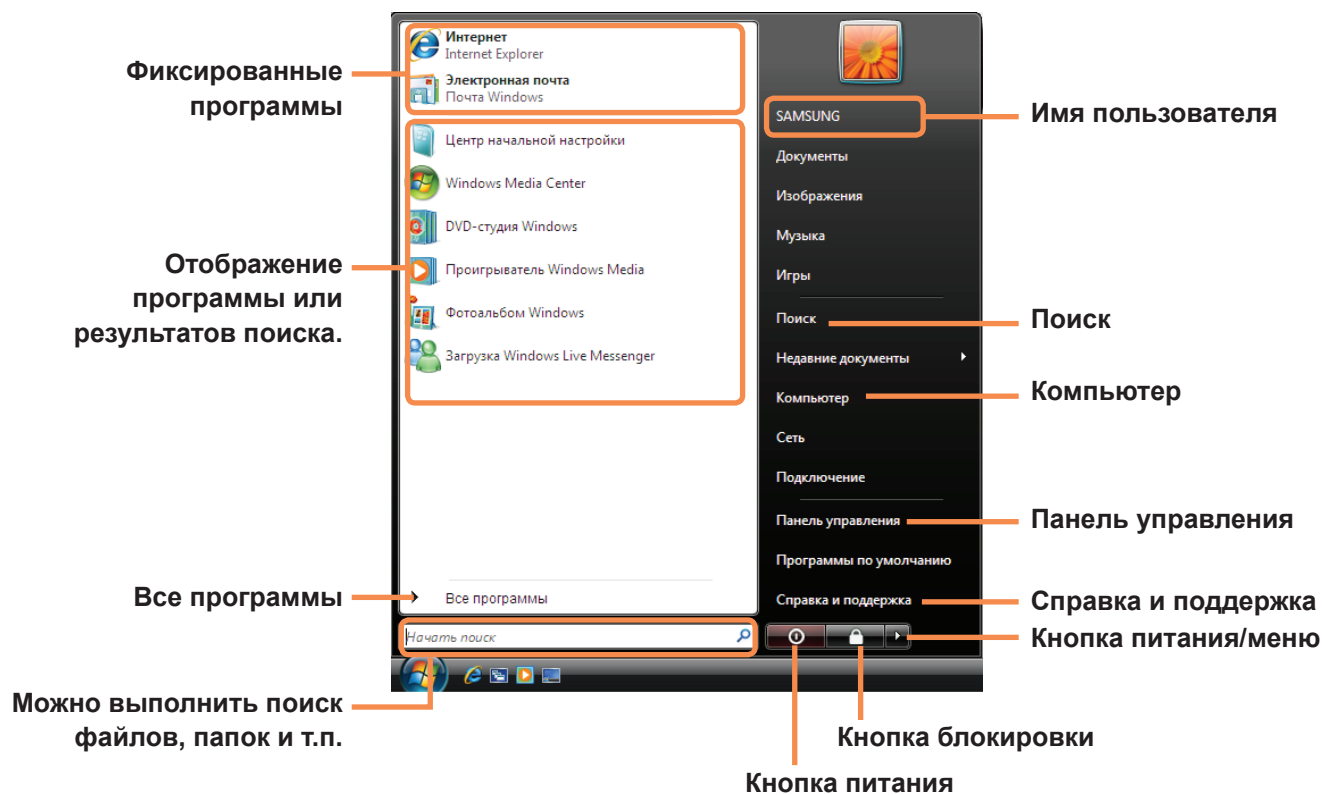 Фиксированные
программы
Отображение
программы или
результатов поиска.
Все программы
Можно выполнить поиск
файлов, папок и т.п.
Интернет
Internet Explorer
Электронная почта
Почта Windows
Центр начальной настройки
Windows Media Center
DVD-студия Windows
Проигрыватель Windows Media
Фотоальбом Windows
Загрузка Windows Live Messenger
Все программы
Начать поиск
SAMSUNG
Документы
Изображения
Музыка
Игры
Поиск
Недавние документы
Компьютер
Сеть
Подключение
Панель управления
Программы по умолчанию
Справка и поддержка
Имя пользователя
Поиск
Компьютер
Панель управления
Справка и поддержка
Кнопка питания/меню
Кнопка блокировки
Кнопка питания